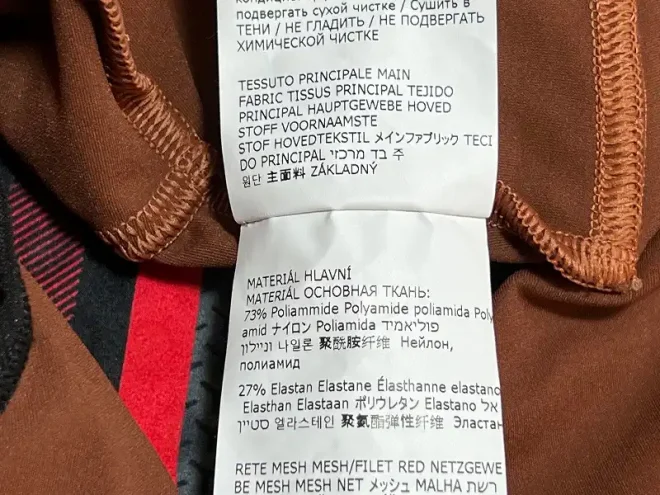 подвергать сухой чистке / Сушить в
ТЕНИ / НЕ ГЛАДИТЬ / НЕ ПОДВЕРГАТЬ
ХИМИЧЕСКОЙ ЧИСТКЕ
TESSUTO PRINCIPALE MAIN
FABRIC TISSUS PRINCIPAL TEJIDO
PRINCIPAL HAUPTGEWEBE HOVED
STOFF VOORNAAMSTE
STOF HOVEDTEKSTIL メインファブリック TECI
DO PRINCIPAL בד מרכזי 주
원단 主面料 ZÁKLADNÝ
MATERIÁL HLAVNÍ
MATERIÁL ОСНОВНАЯ ТКАНЬ:
73% Poliammide Polyamide poliamida Poly
amid ナイロン Poliamida פוליאמיד
וניילון 나일론 聚酰胺纤维 Нейлон,
полиамид
27% Elastan Elastane Élasthanne elastano
Elasthan Elastaan ポリウレタン Elastano אל
סטיין 엘라스테인 聚氨酯弹性纤维 Эластан
RETE MESH MESH/FILET RED NETZGEWE
BE MESH MESH NET メッシュ MALHA רשת